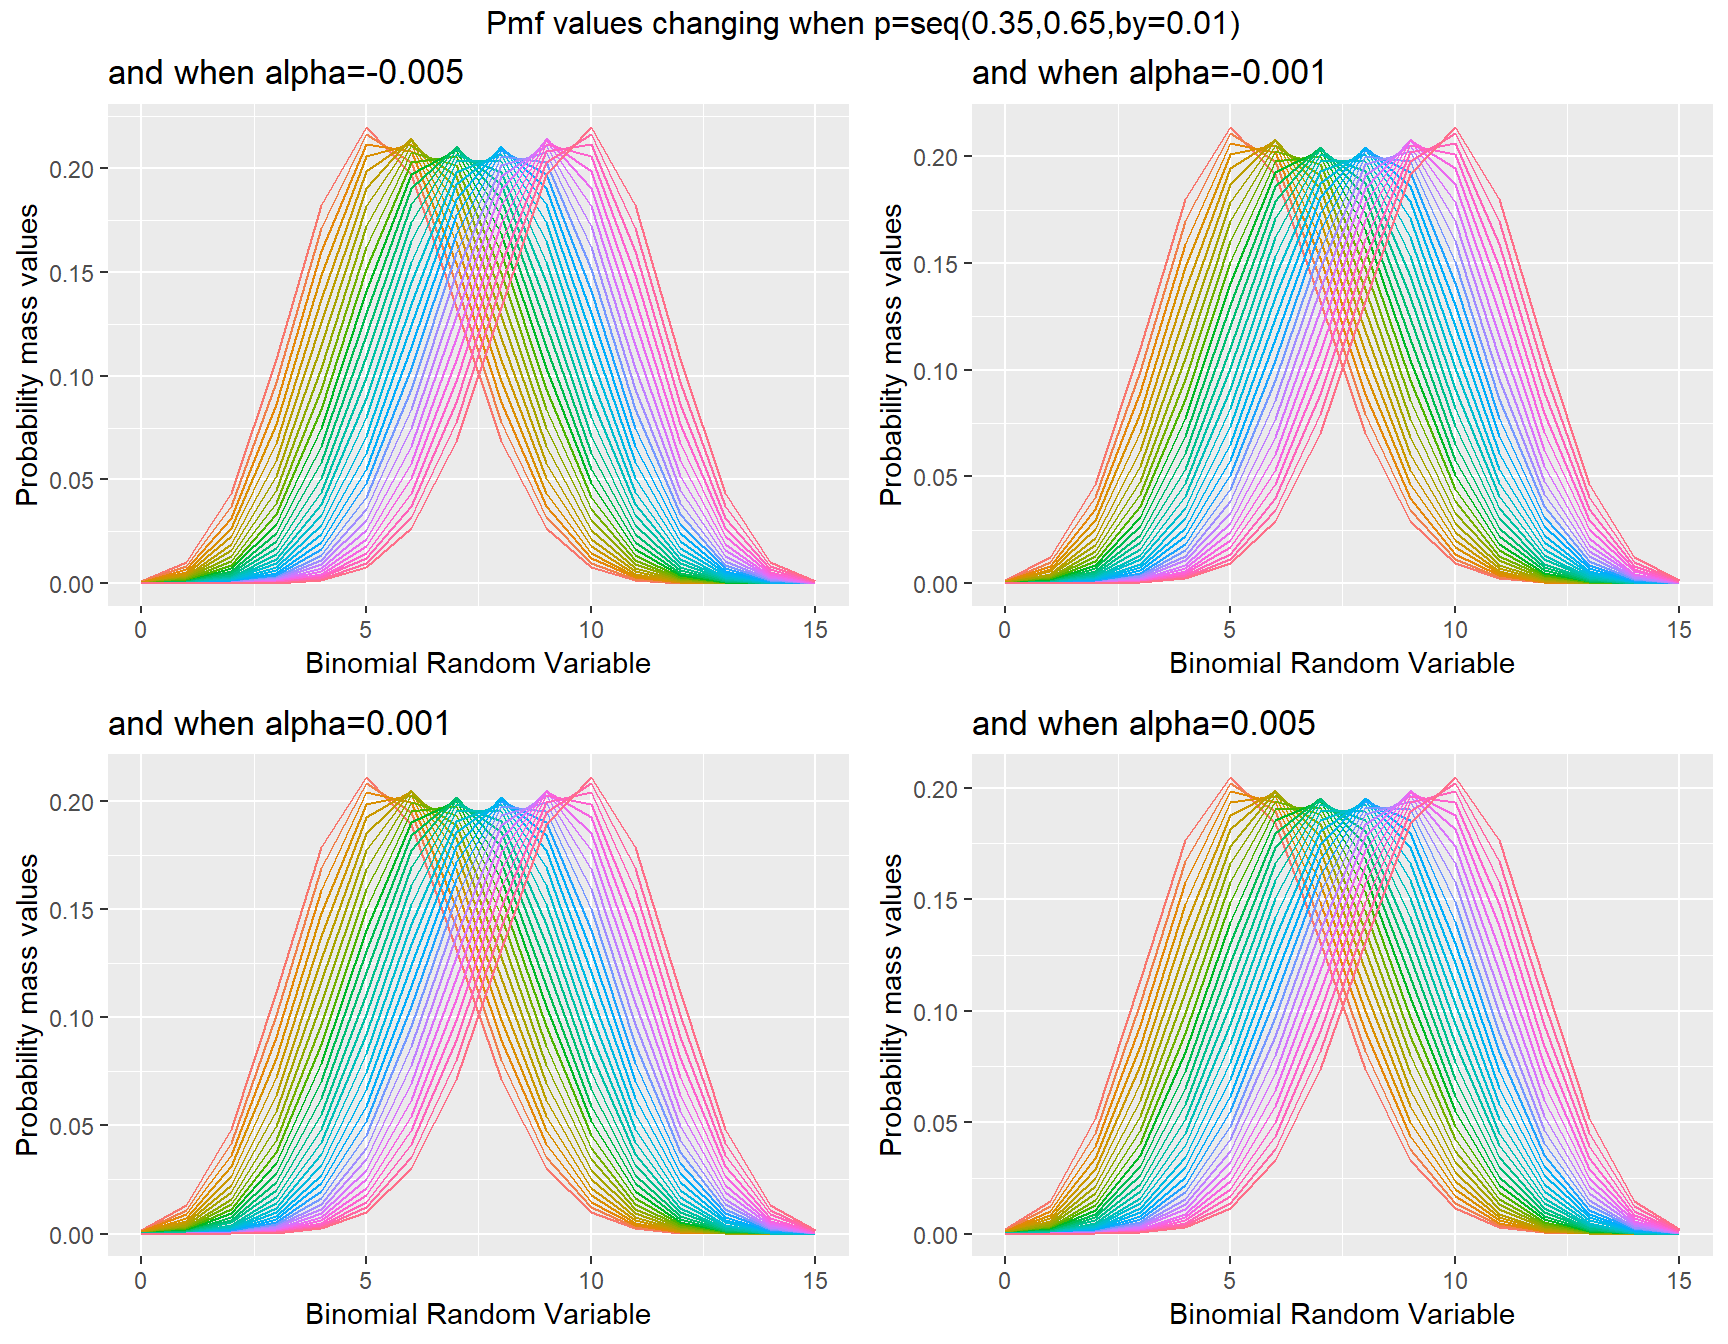 Pmf values changing when p=seq(0.35,0.65,by=0.01)
and when alpha=-0.005
Probability mass values
0.20
0.15
0.10
0.05
0.00
0 5 10 15
Binomial Random Variable
and when alpha=-0.001
Probability mass values
0.20
0.15
0.10
0.05
0.00
0 5 10 15
Binomial Random Variable
and when alpha=0.001
Probability mass values
0.20
0.15
0.10
0.05
0.00
0 5 10 15
Binomial Random Variable
and when alpha=0.005
Probability mass values
0.20
0.15
0.10
0.05
0.00
0 5 10 15
Binomial Random Variable